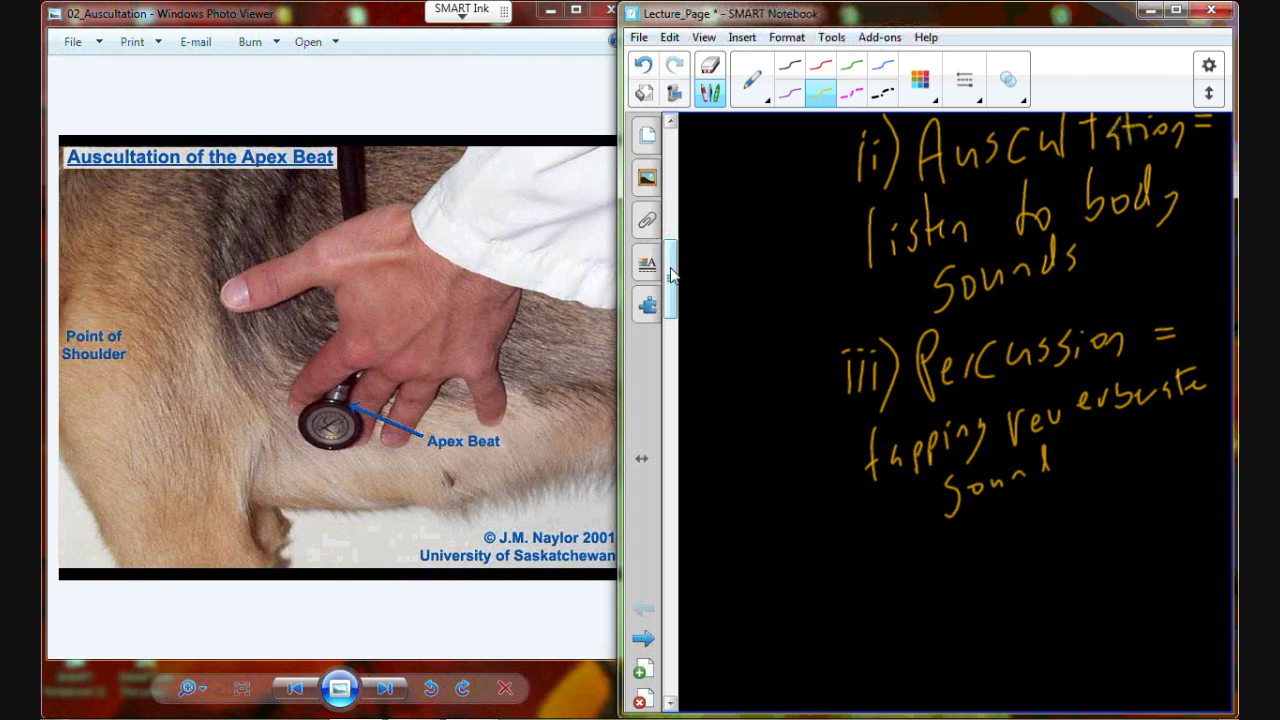 02_Auscultation - Windows Photo Viewer
SMART Ink
File Print E-mail Burn Open
Auscultation of the Apex Beat
Point of
Shoulder
Apex Beat
© J.M. Naylor 2001
University of Saskatchewan
Lecture_Page * - SMART Notebook
File Edit View Insert Format Tools Add-ons Help
ii) Auscultation =
listen to body
sounds
iii) Percussion =
tapping reverberate
sound